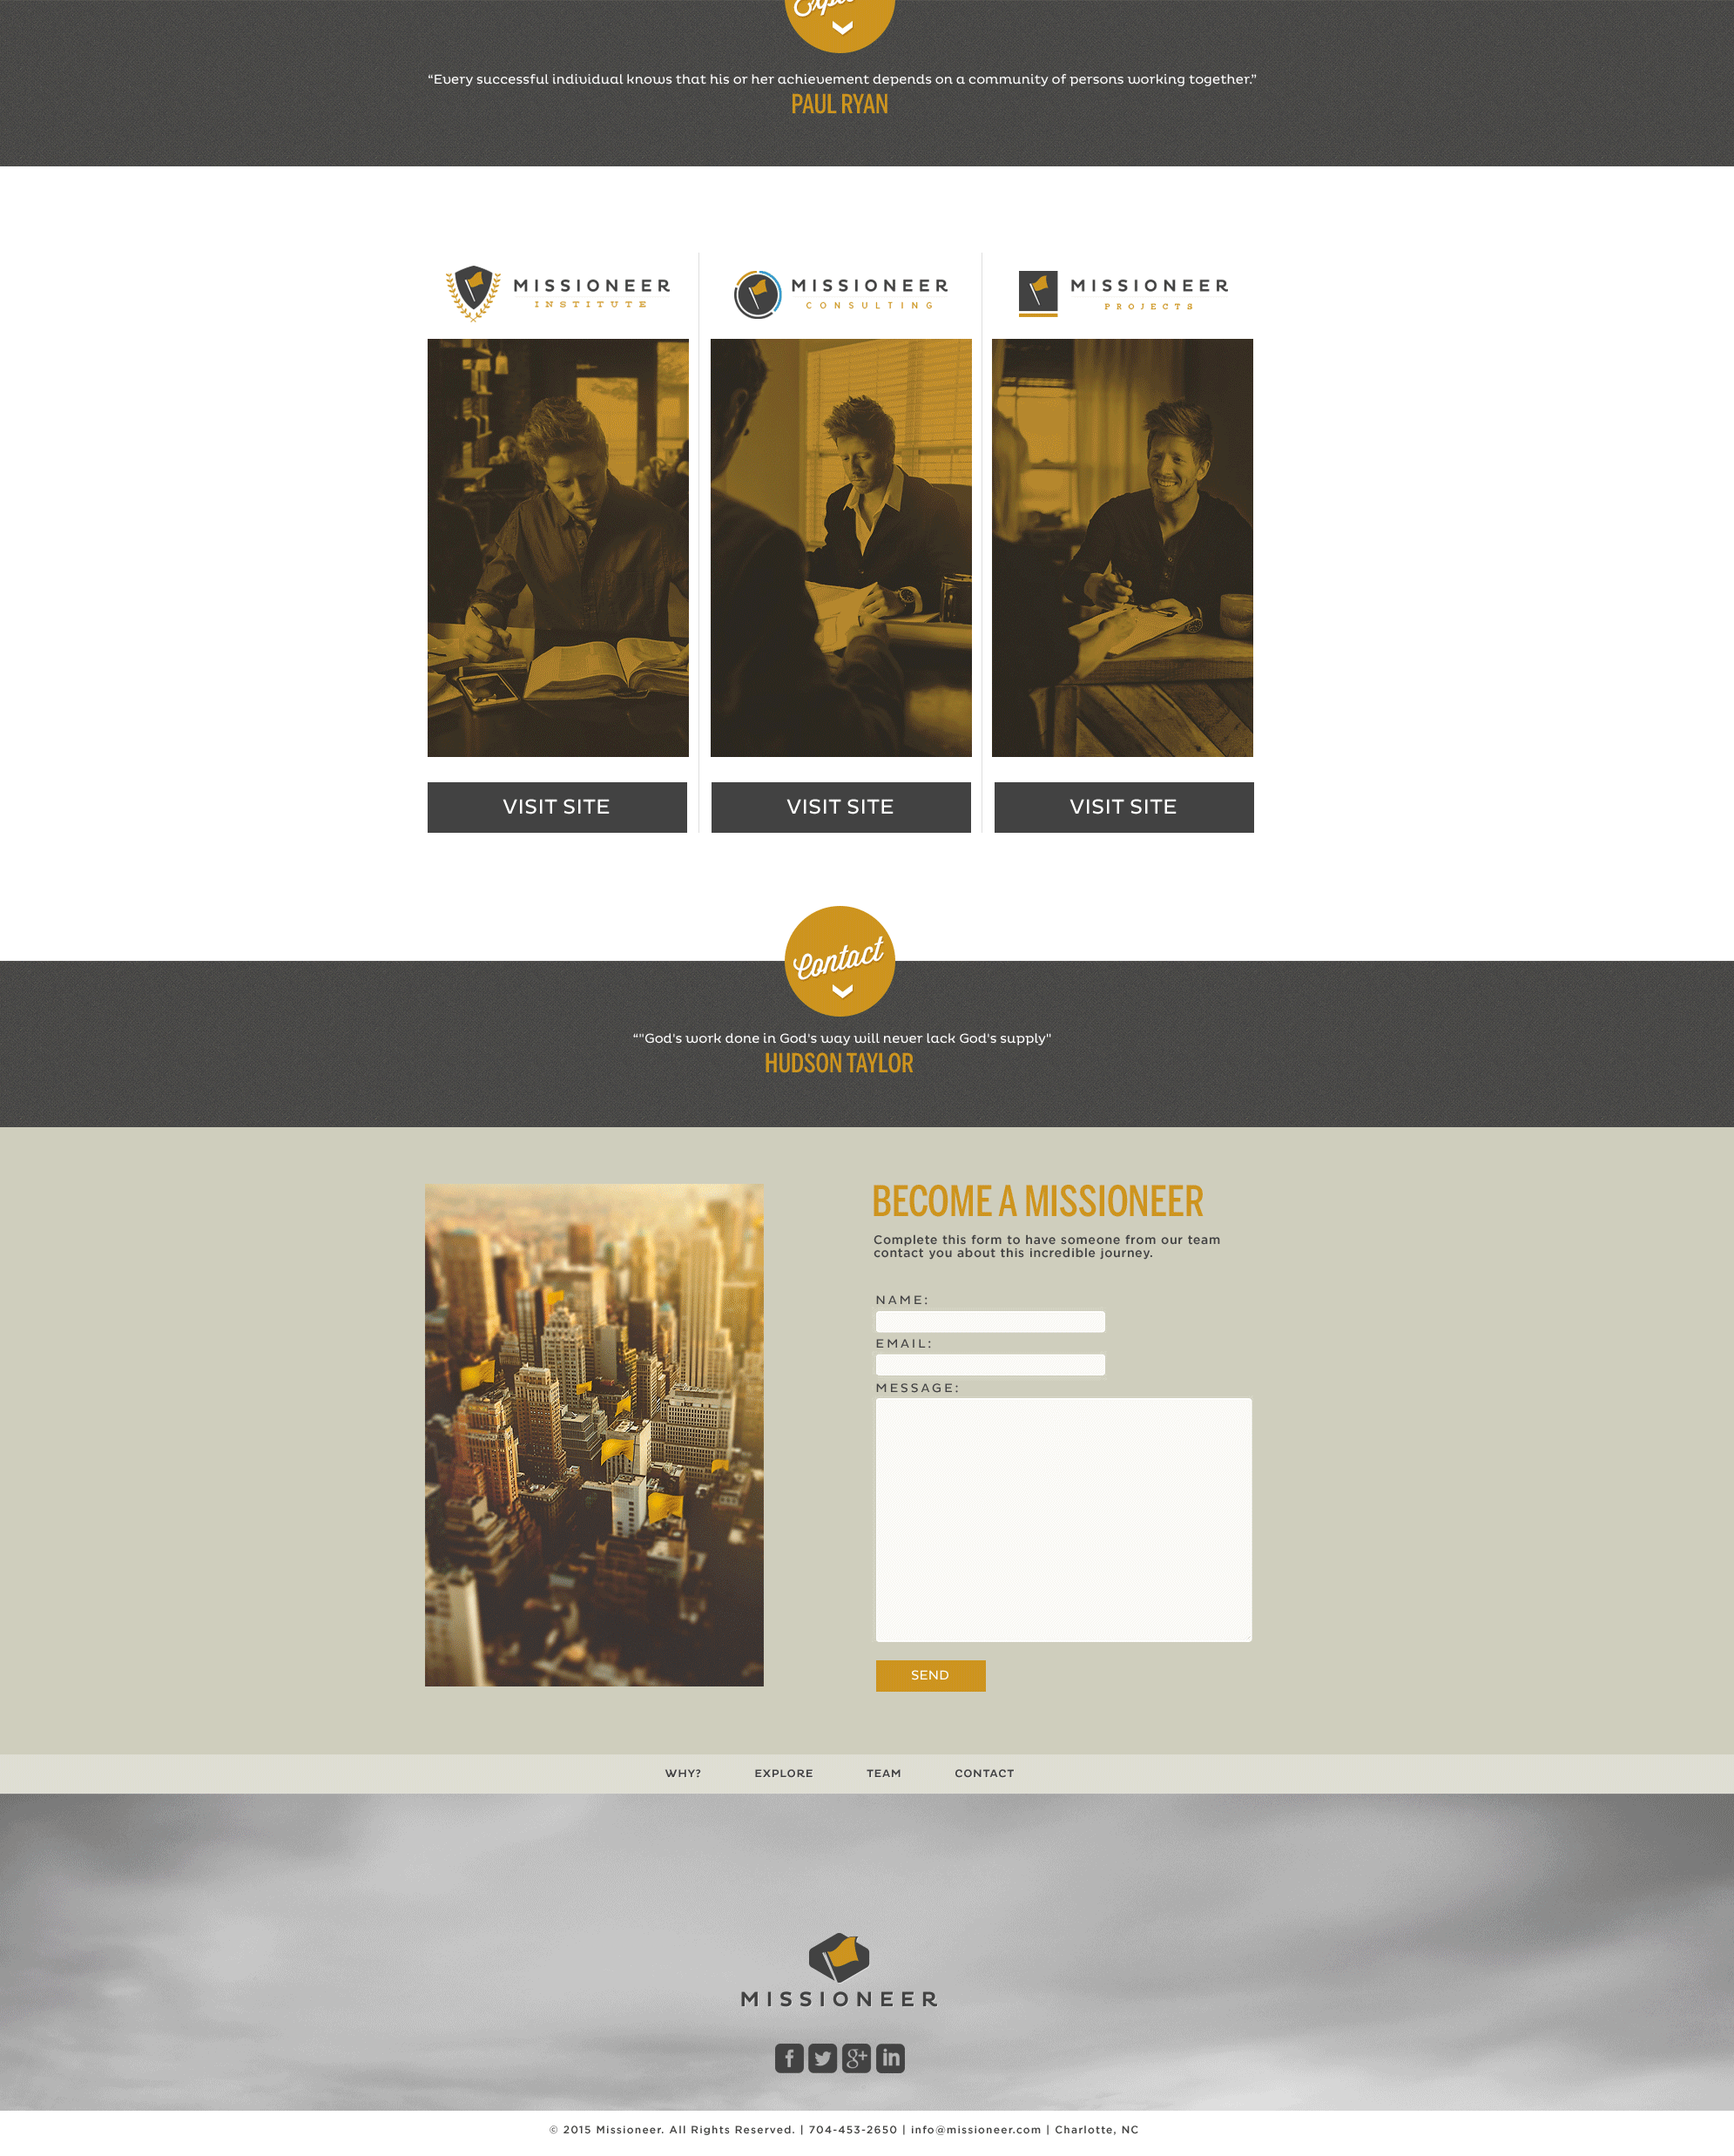 “Every successful individual knows that his or her achievement depends on a community of persons working together.”
PAUL RYAN
MISSIONEER
INSTITUTE
MISSIONEER
CONSULTING
MISSIONEER
PROJECTS
VISIT SITE
VISIT SITE
VISIT SITE
Contact
“"God's work done in God's way will never lack God's supply"
HUDSON TAYLOR
BECOME A MISSIONEER
Complete this form to have someone from our team
contact you about this incredible journey.
NAME:
EMAIL:
MESSAGE:
SEND
WHY? EXPLORE TEAM CONTACT
MISSIONEER
f g+ in
© 2015 Missioneer. All Rights Reserved. | 704-453-2650 | info@missioneer.com | Charlotte, NC